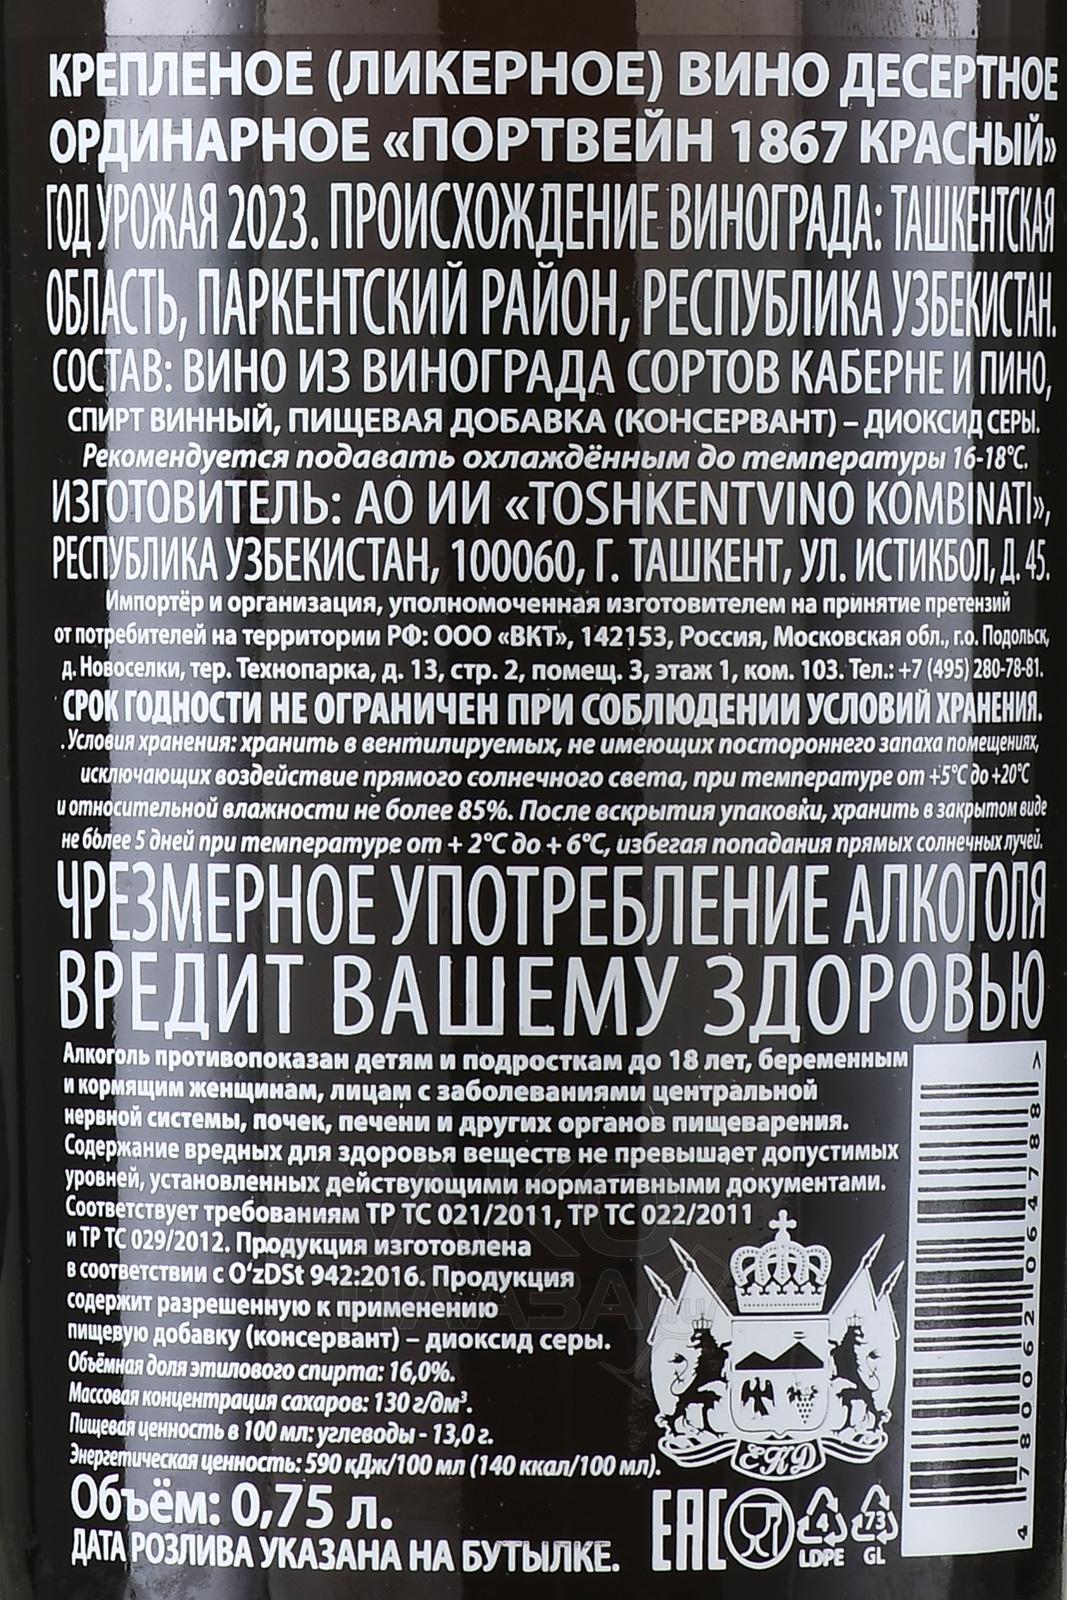 КРЕПЛЕНОЕ (ЛИКЕРНОЕ) ВИНО ДЕСЕРТНОЕ
ОРДИНАРНОЕ «ПОРТВЕЙН 1867 КРАСНЫЙ»
ГОД УРОЖАЯ 2023. ПРОИСХОЖДЕНИЕ ВИНОГРАДА: ТАШКЕНТСКАЯ
ОБЛАСТЬ, ПАРКЕНТСКИЙ РАЙОН, РЕСПУБЛИКА УЗБЕКИСТАН.
СОСТАВ: ВИНО ИЗ ВИНОГРАДА СОРТОВ КАБЕРНЕ И ПИНО,
СПИРТ ВИННЫЙ, ПИЩЕВАЯ ДОБАВКА (КОНСЕРВАНТ) – ДИОКСИД СЕРЫ.
Рекомендуется подавать охлаждённым до температуры 16-18°С.
ИЗГОТОВИТЕЛЬ: АО ИИ «TOSHKENTVINO KOMBINATI»,
РЕСПУБЛИКА УЗБЕКИСТАН, 100060, Г. ТАШКЕНТ, УЛ. ИСТИКБОЛ, Д. 45.
Импортёр и организация, уполномоченная изготовителем на принятие претензий
от потребителей на территории РФ: ООО «ВКТ», 142153, Россия, Московская обл., г.о. Подольск,
д. Новоселки, тер. Технопарка, д. 13, стр. 2, помещ. 3, этаж 1, ком. 103. Тел.: +7 (495) 280-78-81.
СРОК ГОДНОСТИ НЕ ОГРАНИЧЕН ПРИ СОБЛЮДЕНИИ УСЛОВИЙ ХРАНЕНИЯ.
Условия хранения: хранить в вентилируемых, не имеющих постороннего запаха помещениях,
исключающих воздействие прямого солнечного света, при температуре от +5°С до +20°С
и относительной влажности не более 85%. После вскрытия упаковки, хранить в закрытом виде
не более 5 дней при температуре от + 2°С до + 6°С, избегая попадания прямых солнечных лучей.
ЧРЕЗМЕРНОЕ УПОТРЕБЛЕНИЕ АЛКОГОЛЯ
ВРЕДИТ ВАШЕМУ ЗДОРОВЬЮ
Алкоголь противопоказан детям и подросткам до 18 лет, беременным
и кормящим женщинам, лицам с заболеваниями центральной
нервной системы, почек, печени и других органов пищеварения.
Содержание вредных для здоровья веществ не превышает допустимых
уровней, установленных действующими нормативными документами.
Соответствует требованиям ТР ТС 021/2011, ТР ТС 022/2011
и ТР ТС 029/2012. Продукция изготовлена
в соответствии с O‘zDSt 942:2016. Продукция
содержит разрешенную к применению
пищевую добавку (консервант) – диоксид серы.
Объёмная доля этилового спирта: 16,0%.
Массовая концентрация сахаров: 130 г/дм³.
Пищевая ценность в 100 мл: углеводы - 13,0 г.
Энергетическая ценность: 590 кДж/100 мл (140 ккал/100 мл).
Объём: 0,75 л.
ДАТА РОЗЛИВА УКАЗАНА НА БУТЫЛКЕ.
ЕКД
EAC
4
LDPE
73
GL
4 780062 064788 >
АЛКО
ПЛАЗА.ru